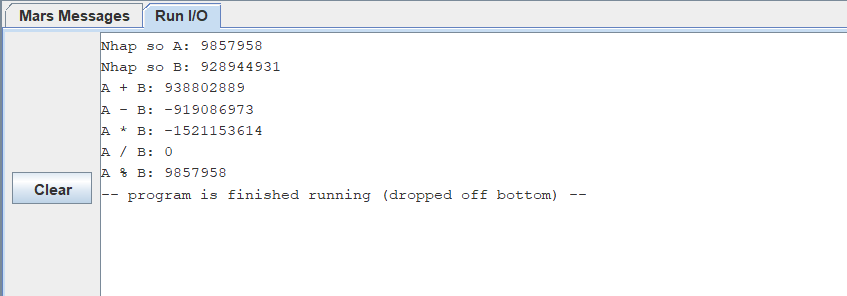 Mars Messages Run I/O
Nhap so A: 9857958
Nhap so B: 928944931
A + B: 938802889
A - B: -919086973
A * B: -1521153614
A / B: 0
A % B: 9857958
-- program is finished running (dropped off bottom) --
Clear